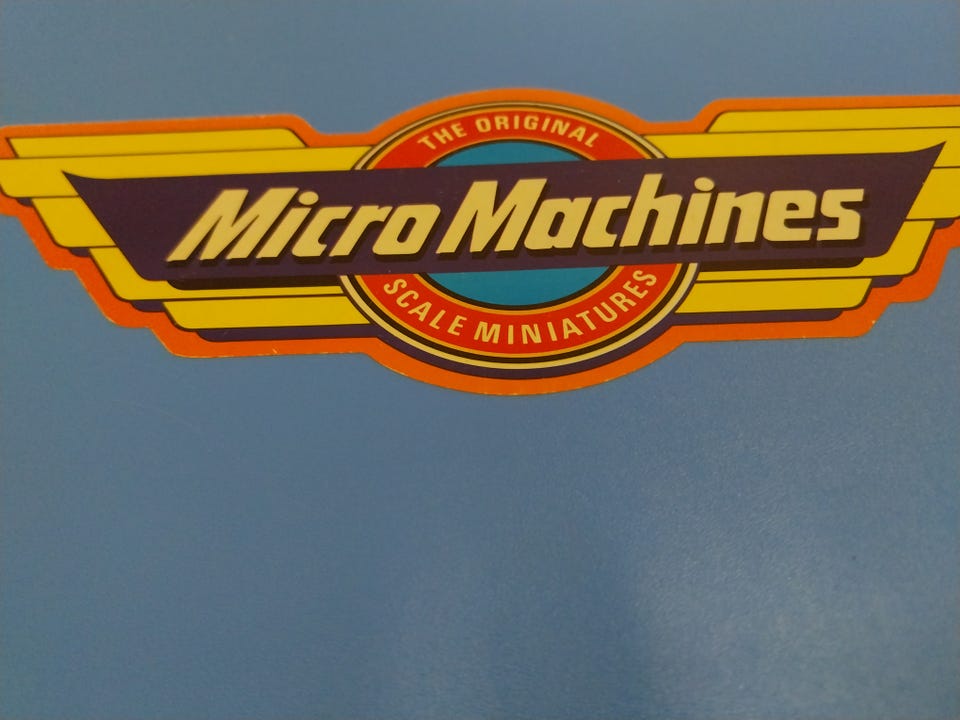 THE ORIGINAL
Micro Machines
SCALE MINIATURES